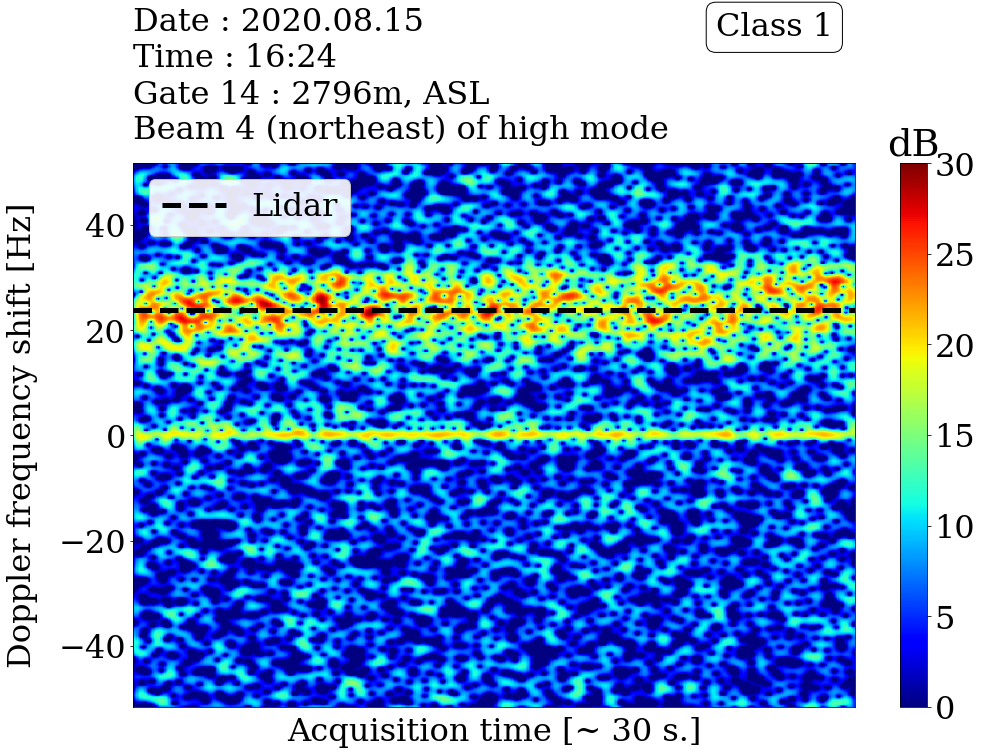 Date : 2020.08.15
Time : 16:24
Gate 14 : 2796m, ASL
Beam 4 (northeast) of high mode
Class 1
dB
Lidar
Doppler frequency shift [Hz]
40
20
0
−20
−40
30
25
20
15
10
5
0
Acquisition time [~ 30 s.]